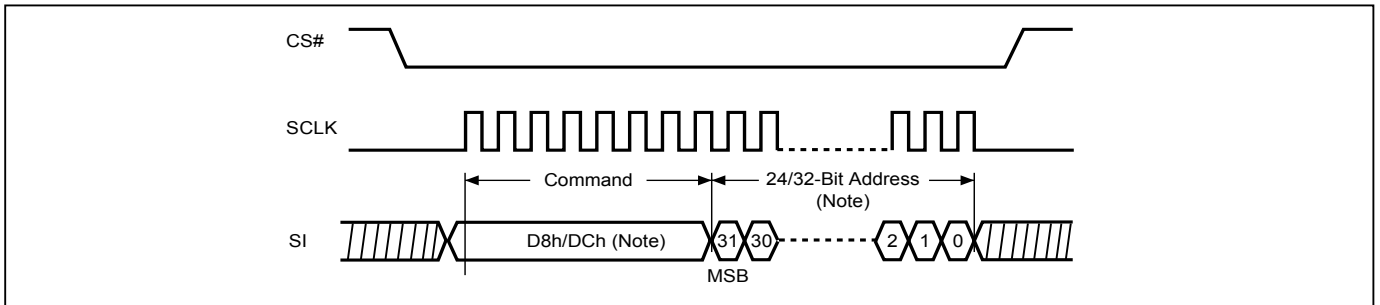 CS#
SCLK
Command
24/32-Bit Address
(Note)
SI
D8h/DCh (Note)
31
30
2
1
0
MSB